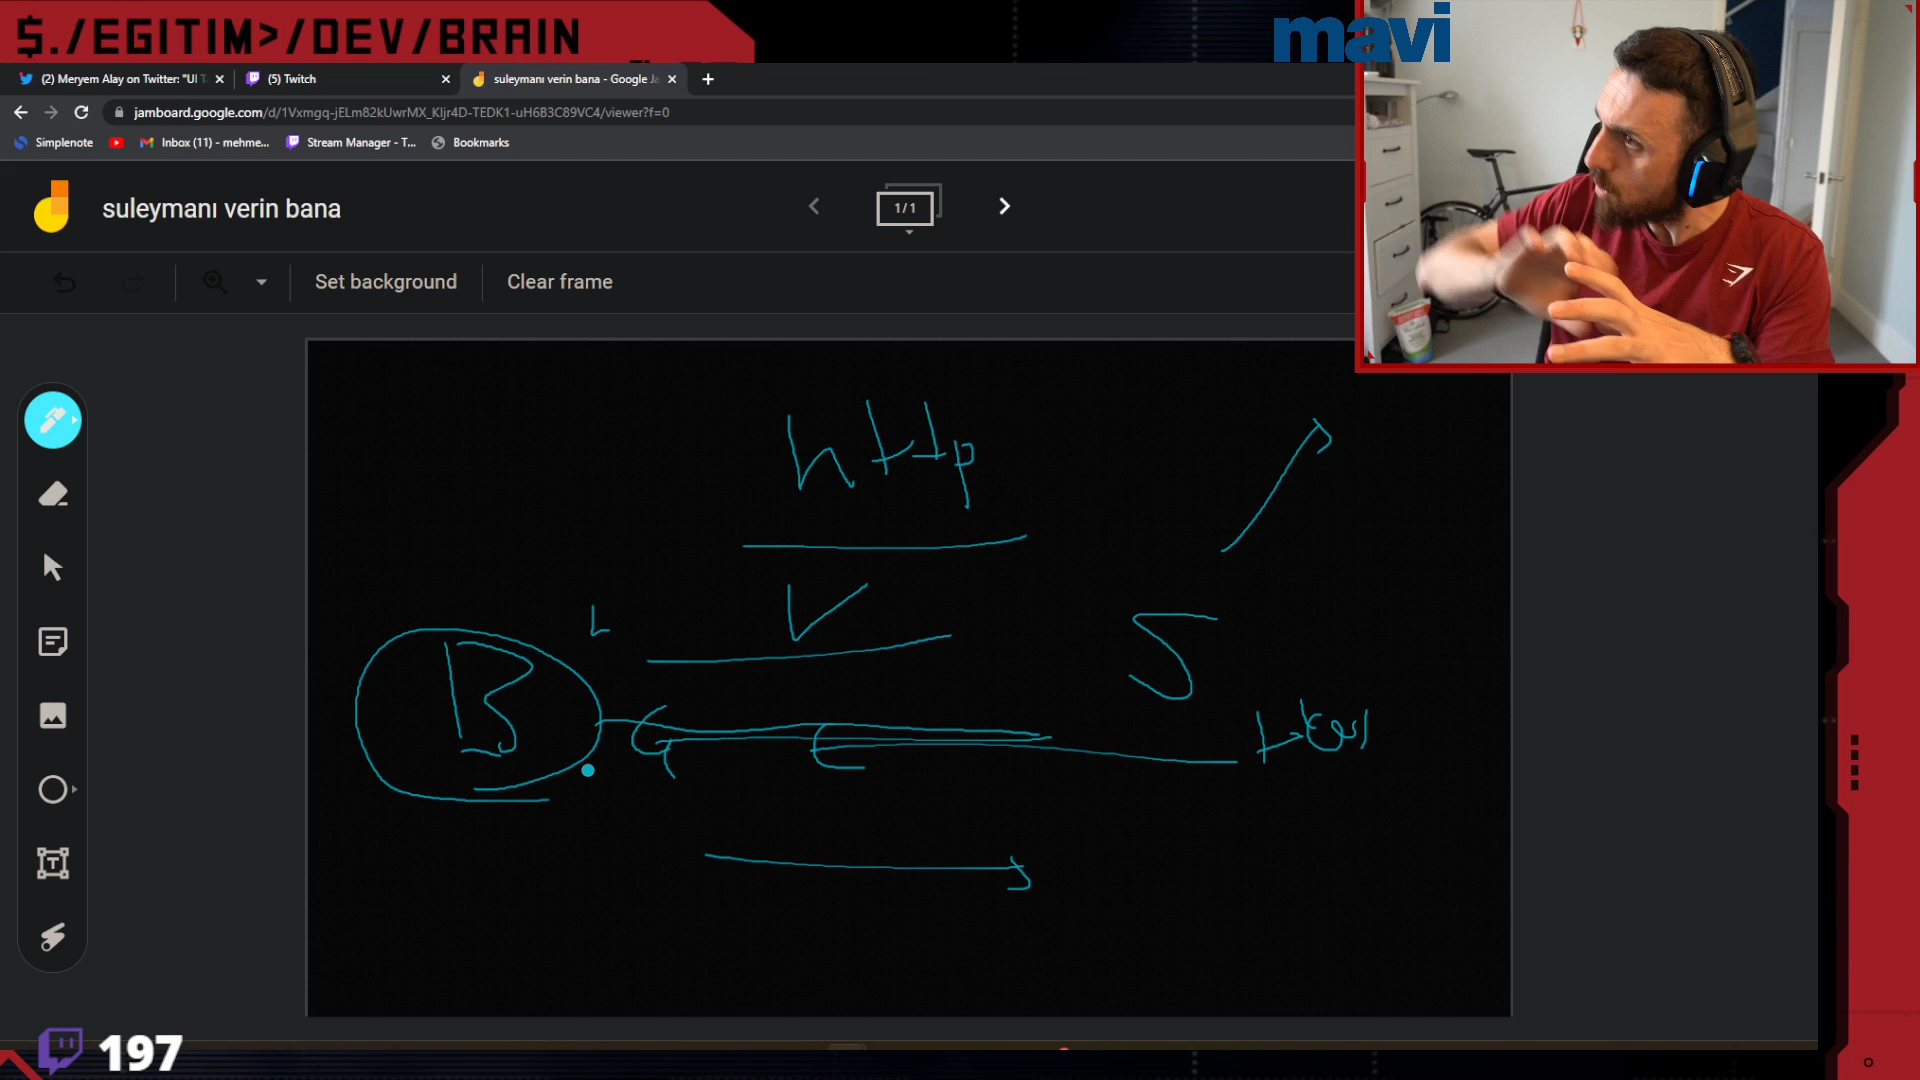 $./EGITIM>/DEV/BRAIN
mavi
(2) Meryem Alay on Twitter: "UI T
(5) Twitch
suleymanı verin bana - Google Ja
jamboard.google.com/d/1Vxmgq-jELm82kUwrMX_KIjr4D-TEDK1-uH6B3C89VC4/viewer?f=0
Simplenote
Inbox (11) - mehme...
Stream Manager - T...
Bookmarks
suleymanı verin bana
1/1
Set background
Clear frame
http
B
S
197